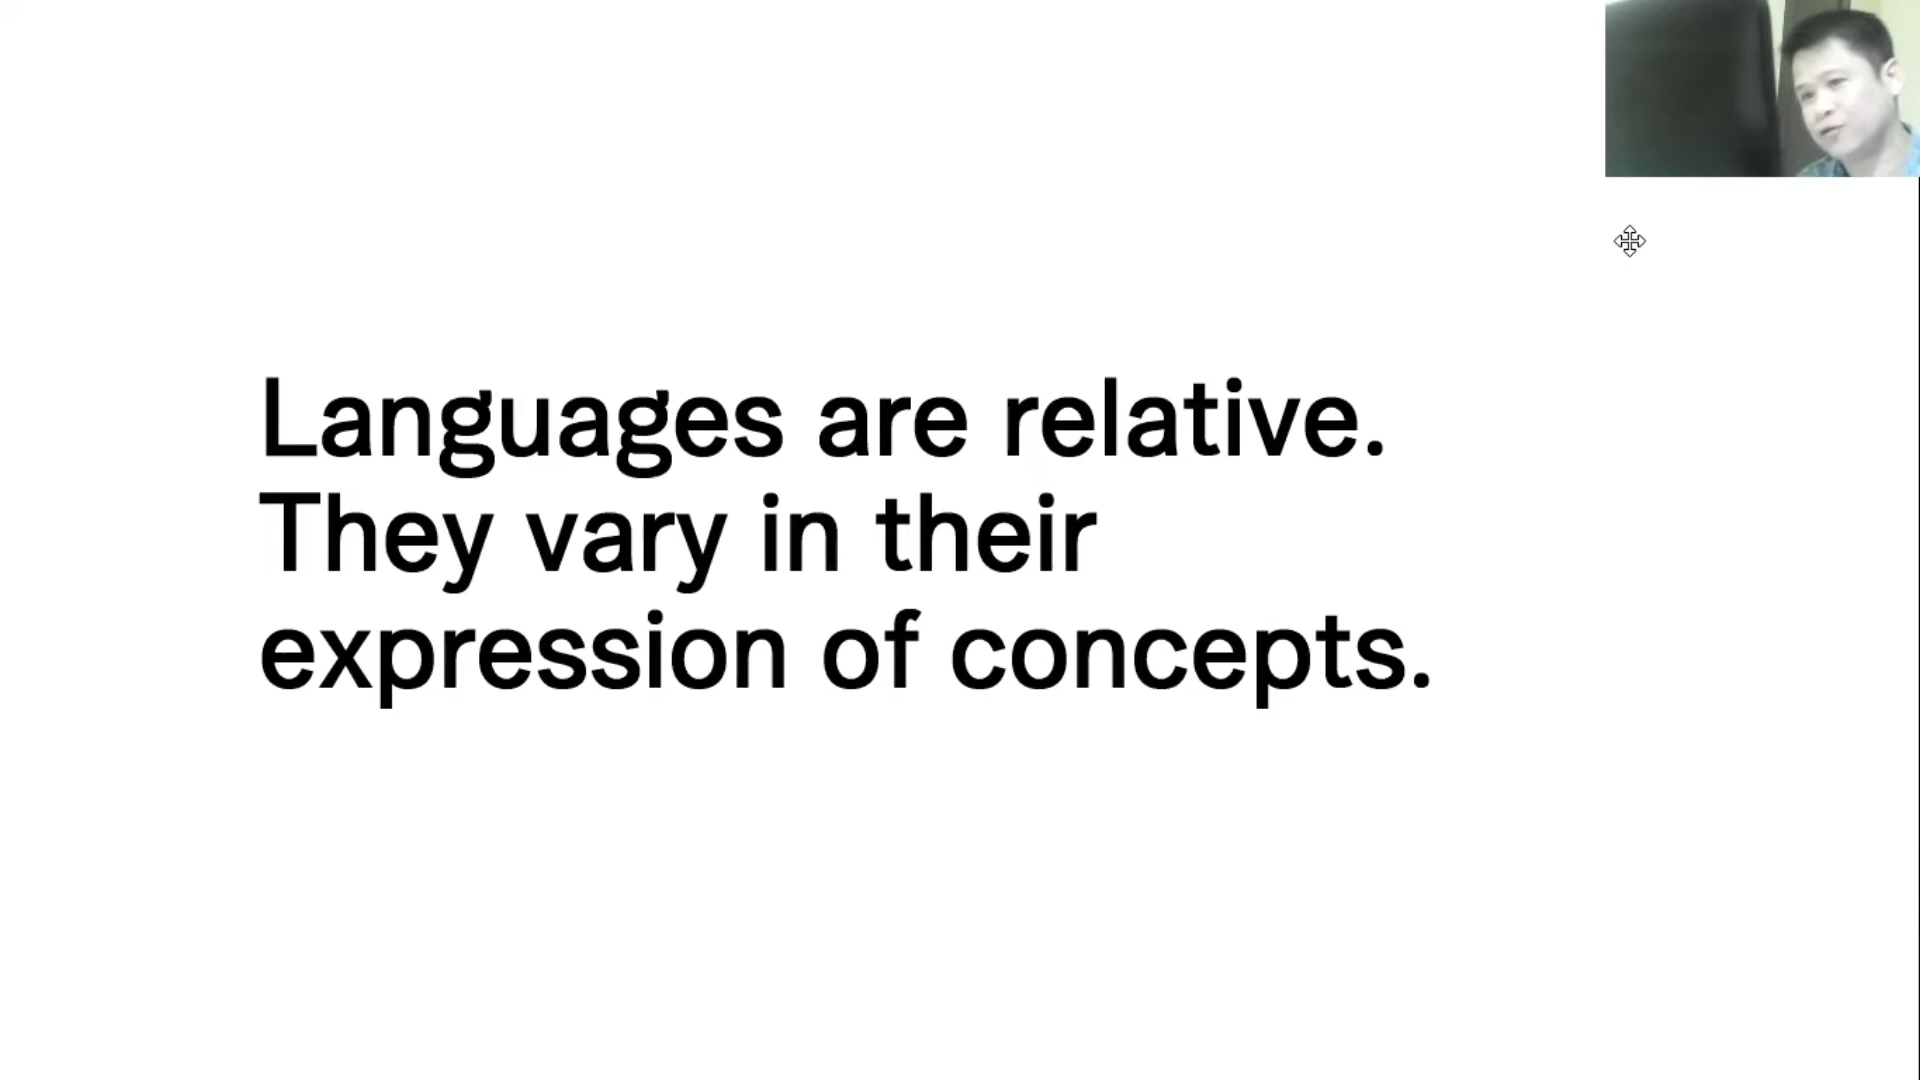 Languages are relative.
They vary in their
expression of concepts.